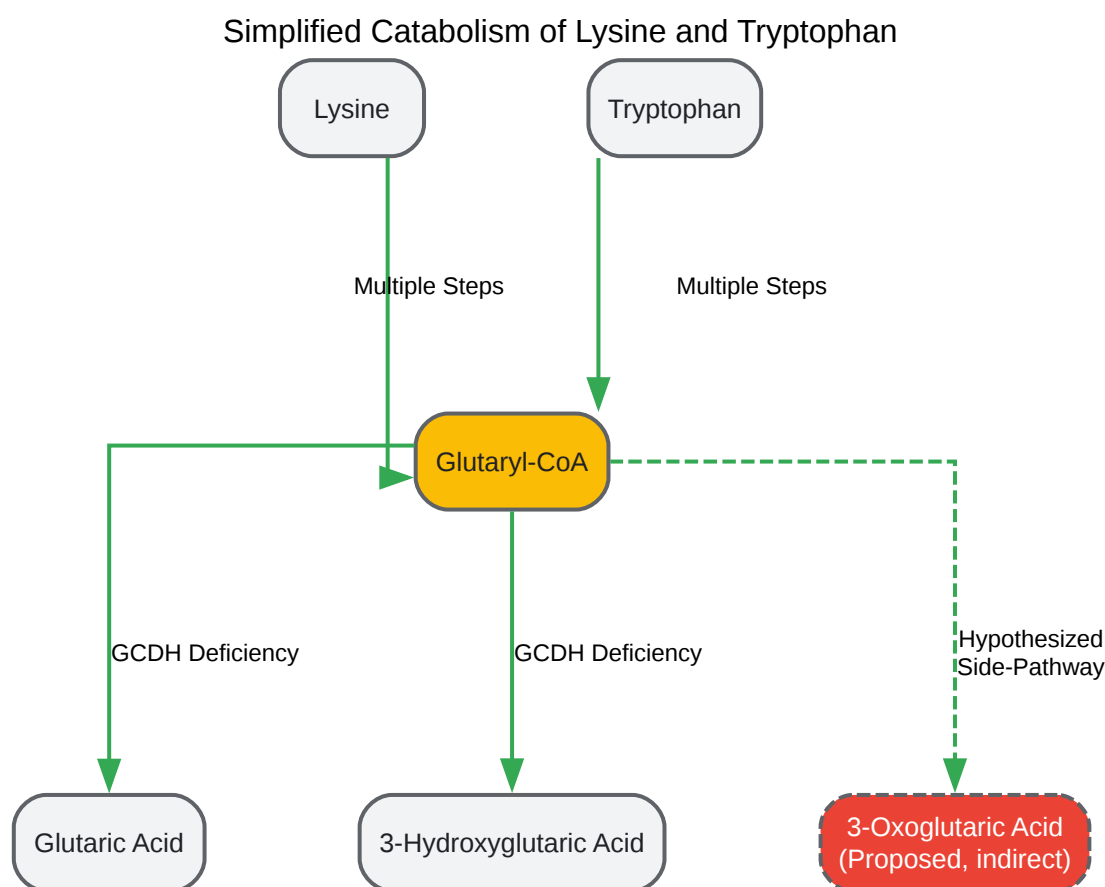 Simplified Catabolism of Lysine and Tryptophan
Lysine
Tryptophan
Multiple Steps
Multiple Steps
Glutaryl-CoA
GCDH Deficiency
GCDH Deficiency
Hypothesized
Side-Pathway
Glutaric Acid
3-Hydroxyglutaric Acid
3-Oxoglutaric Acid
(Proposed, indirect)